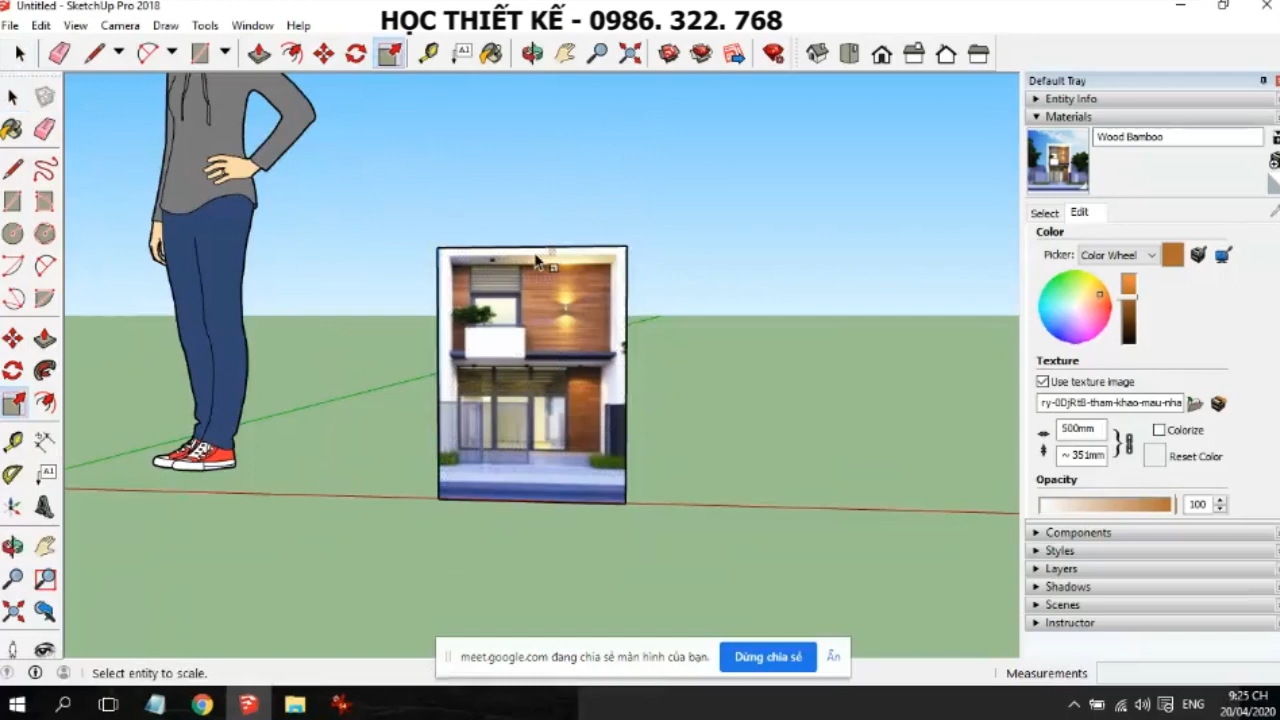 Untitled - SketchUp Pro 2018
HỌC THIẾT KẾ - 0986. 322. 768
File Edit View Camera Draw Tools Window Help
A1
Default Tray
Entity Info
Materials
Wood Bamboo
Select Edit
Color
Picker: Color Wheel
Texture
Use texture image
ry-0DjRtB-tham-khao-mau-nha
500mm
Colorize
~ 351mm
Reset Color
Opacity
100
A1
Components
Styles
Layers
Shadows
Scenes
Instructor
meet.google.com đang chia sẻ màn hình của bạn. Dừng chia sẻ Ẩn
Select entity to scale. Measurements
ENG
9:25 CH
20/04/2020